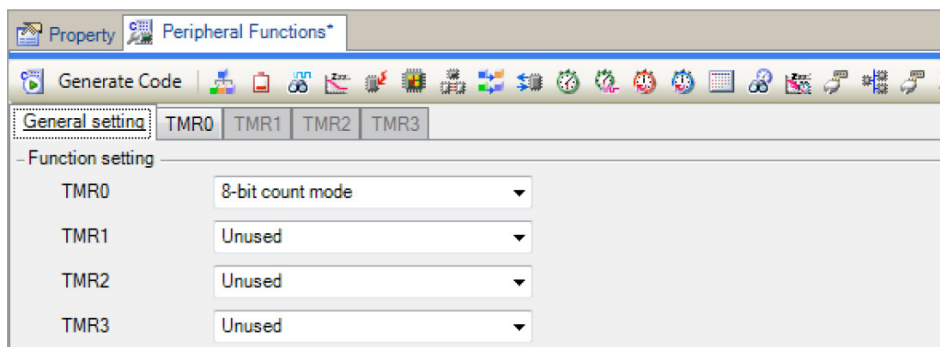 Property Peripheral Functions*
Generate Code
General setting TMR0 TMR1 TMR2 TMR3
Function setting
TMR0 8-bit count mode
TMR1 Unused
TMR2 Unused
TMR3 Unused